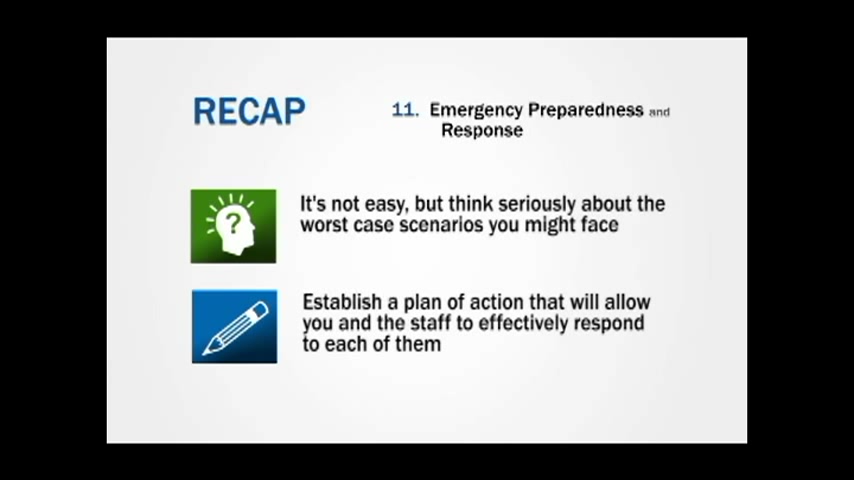 RECAP
11. Emergency Preparedness and
Response
?
It's not easy, but think seriously about the
worst case scenarios you might face
Establish a plan of action that will allow
you and the staff to effectively respond
to each of them